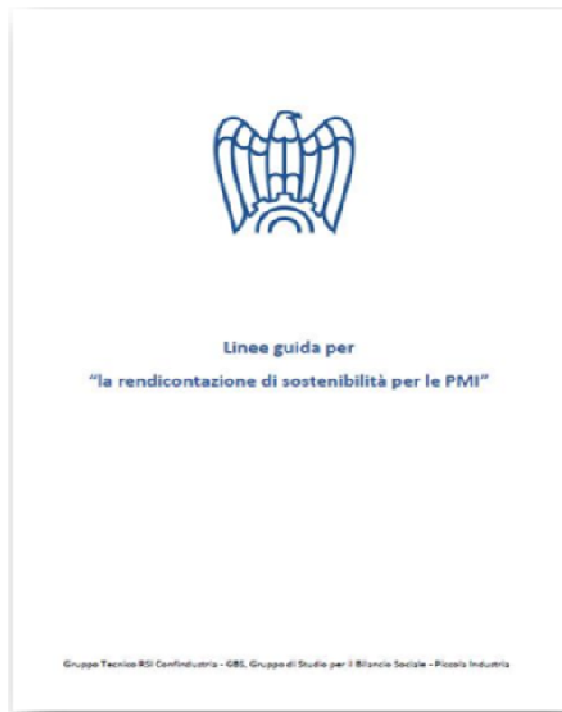 Linee guida per
“la rendicontazione di sostenibilità per le PMI”
Gruppo Tecnico RSI Confindustria - GBS, Gruppo di Studio per il Bilancio Sociale - Piccola Industria